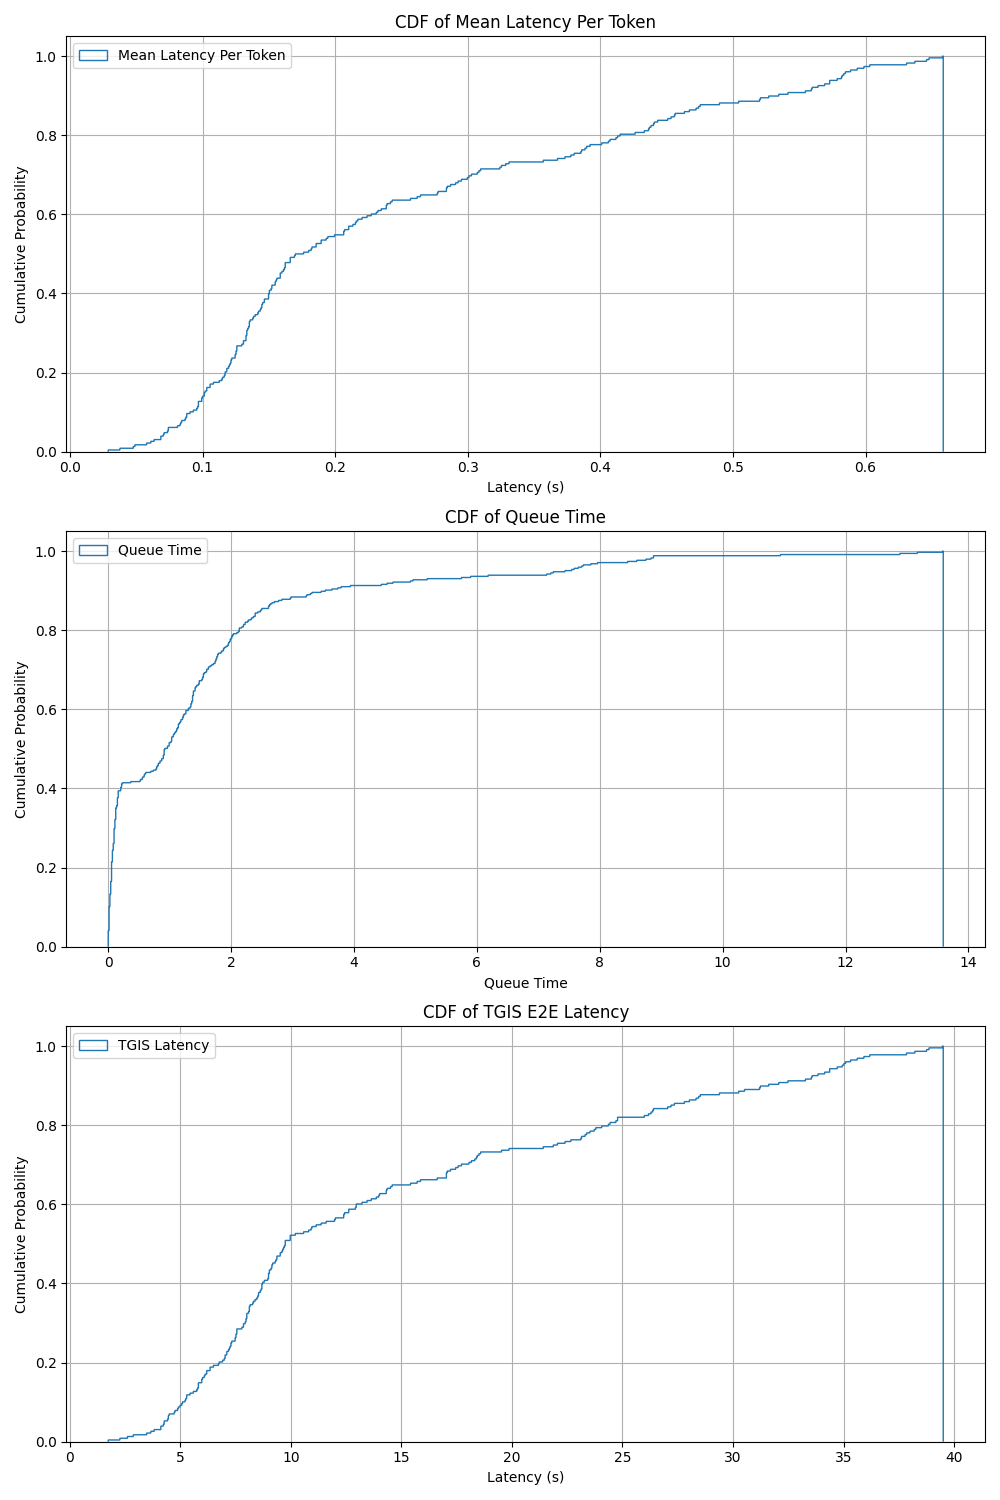 CDF of Mean Latency Per Token
Mean Latency Per Token
1.0
0.8
0.6
0.4
0.2
0.0
Cumulative Probability
0.0 0.1 0.2 0.3 0.4 0.5 0.6
Latency (s)
CDF of Queue Time
Queue Time
1.0
0.8
0.6
0.4
0.2
0.0
Cumulative Probability
0 2 4 6 8 10 12 14
Queue Time
CDF of TGIS E2E Latency
TGIS Latency
1.0
0.8
0.6
0.4
0.2
0.0
Cumulative Probability
0 5 10 15 20 25 30 35 40
Latency (s)